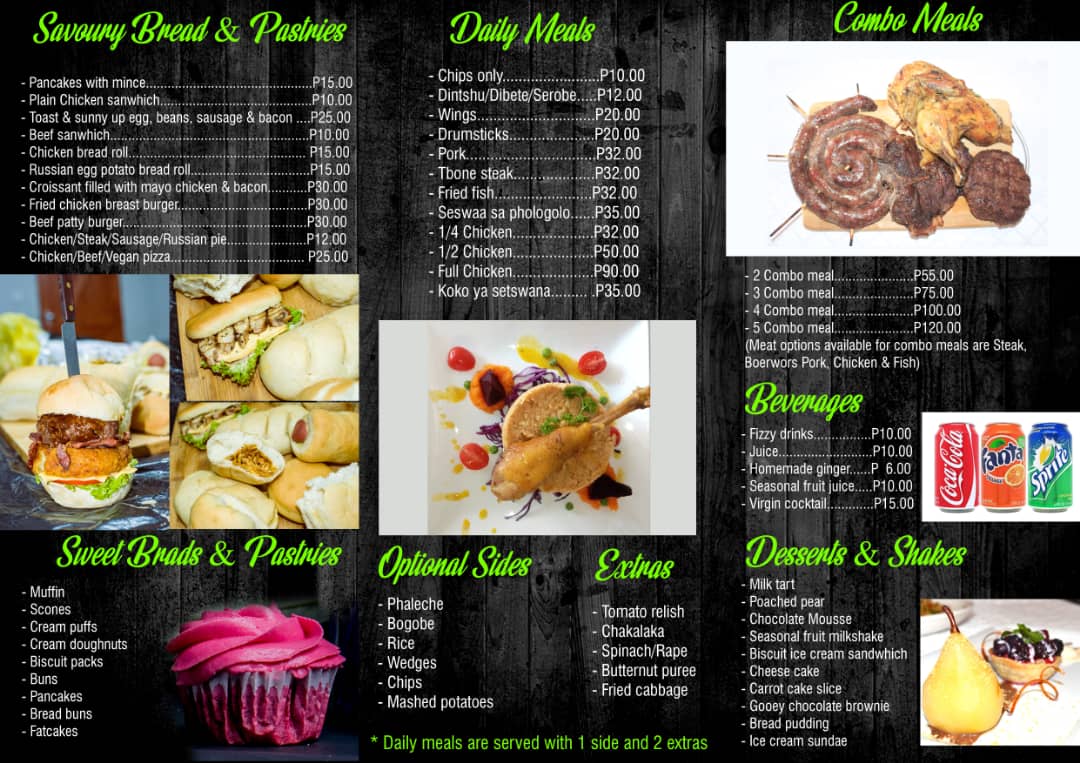 Savoury Bread & Pastries
- Pancakes with mince..........................................P15.00
- Plain Chicken sanwhich......................................P10.00
- Toast & sunny up egg, beans, sausage & bacon ....P25.00
- Beef sanwhich..................................................P10.00
- Chicken bread roll............................................ P15.00
- Russian egg potato bread roll..............................P15.00
- Croissant filled with mayo chicken & bacon..........P30.00
- Fried chicken breast burger.................................P30.00
- Beef patty burger...............................................P30.00
- Chicken/Steak/Sausage/Russian pie....................P12.00
- Chicken/Beef/Vegan pizza.................................. P25.00
Sweet Brads & Pastries
- Muffin
- Scones
- Cream puffs
- Cream doughnuts
- Biscuit packs
- Buns
- Pancakes
- Bread buns
- Fatcakes
Daily Meals
- Chips only........................P10.00
- Dintshu/Dibete/Serobe.....P12.00
- Wings.............................P20.00
- Drumsticks.....................P20.00
- Pork...............................P32.00
- Tbone steak....................P32.00
- Fried fish........................P32.00
- Seswaa sa phologolo......P35.00
- 1/4 Chicken....................P32.00
- 1/2 Chicken....................P50.00
- Full Chicken....................P90.00
- Koko ya setswana......... .P35.00
Optional Sides
- Phaleche
- Bogobe
- Rice
- Wedges
- Chips
- Mashed potatoes
Extras
- Tomato relish
- Chakalaka
- Spinach/Rape
- Butternut puree
- Fried cabbage
* Daily meals are served with 1 side and 2 extras
Combo Meals
- 2 Combo meal....................P55.00
- 3 Combo meal....................P75.00
- 4 Combo meal....................P100.00
- 5 Combo meal....................P120.00
(Meat options available for combo meals are Steak,
Boerwors Pork, Chicken & Fish)
Beverages
- Fizzy drinks...............P10.00
- Juice........................P10.00
- Homemade ginger......P 6.00
- Seasonal fruit juice.....P10.00
- Virgin cocktail............P15.00
Coca-Cola
Fanta
Sprite
Desserts & Shakes
- Milk tart
- Poached pear
- Chocolate Mousse
- Seasonal fruit milkshake
- Biscuit ice cream sandwhich
- Cheese cake
- Carrot cake slice
- Gooey chocolate brownie
- Bread pudding
- Ice cream sundae